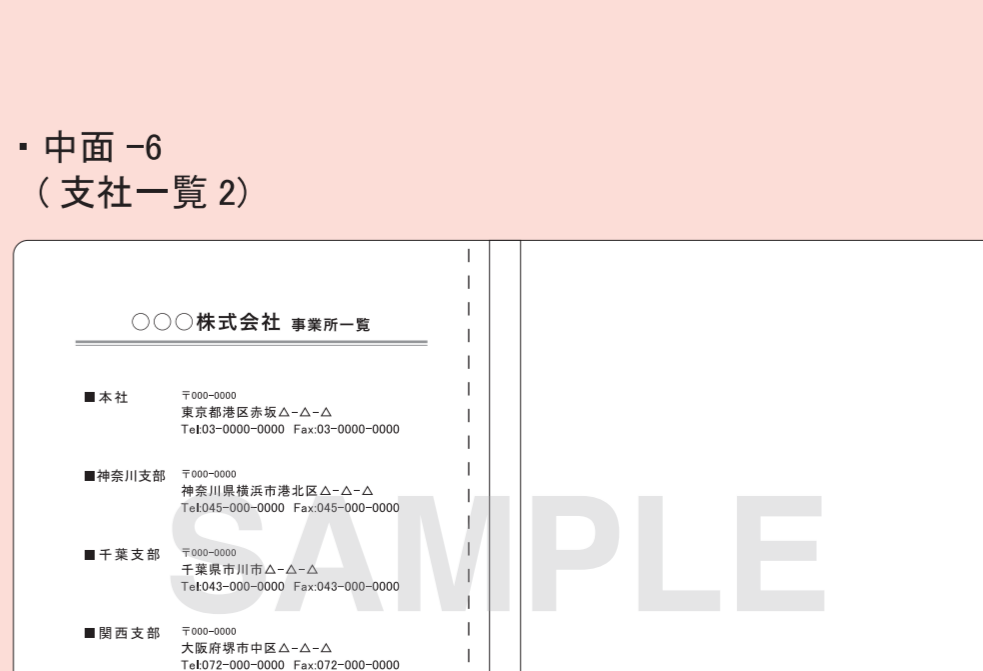 ・中面 -6
( 支社一覧 2)
○○○株式会社 事業所一覧
■本社 〒000-0000
東京都港区赤坂△-△-△
Tel:03-0000-0000 Fax:03-0000-0000
■神奈川支部 〒000-0000
神奈川県横浜市港北区△-△-△
Tel:045-000-0000 Fax:045-000-0000
■千葉支部 〒000-0000
千葉県市川市△-△-△
Tel:043-000-0000 Fax:043-000-0000
■関西支部 〒000-0000
大阪府堺市中区△-△-△
Tel:072-000-0000 Fax:072-000-0000
SAMPLE